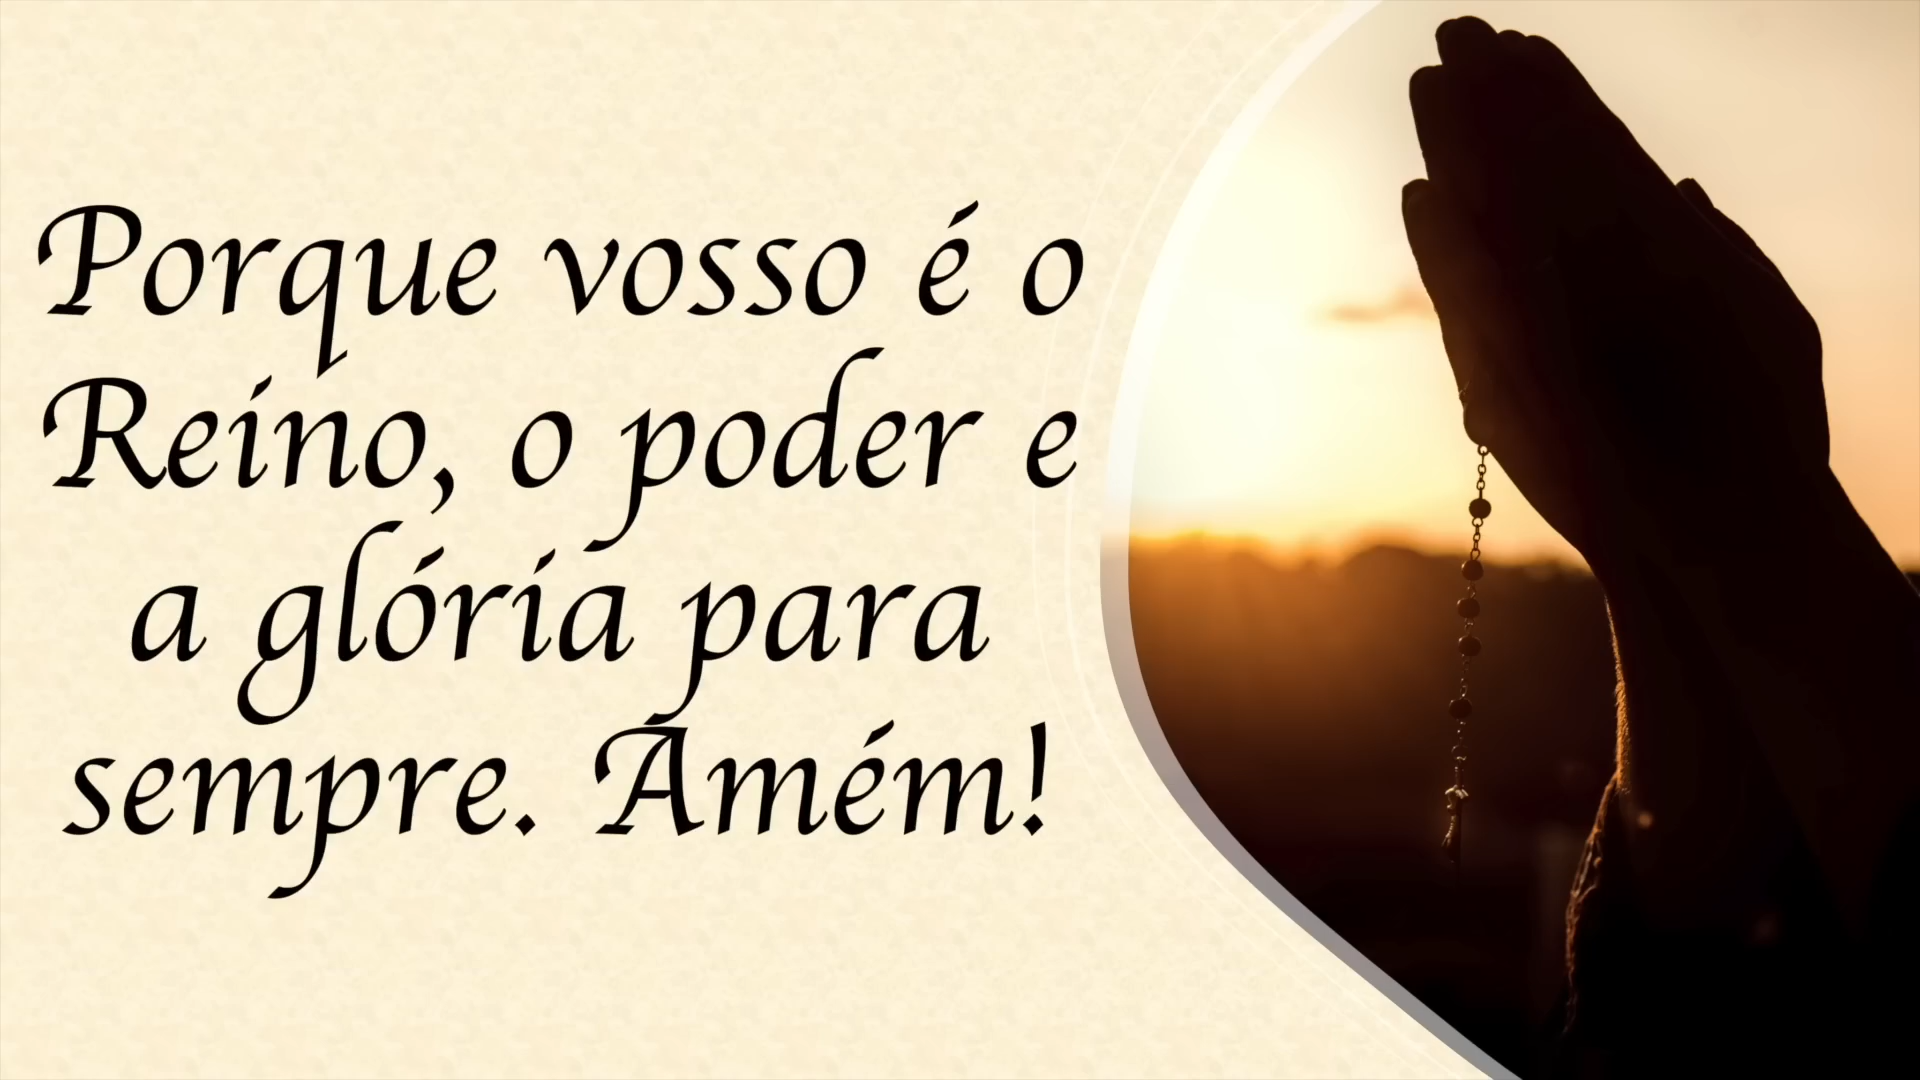 Porque vosso é o
Reino, o poder e
a glória para
sempre. Amém!